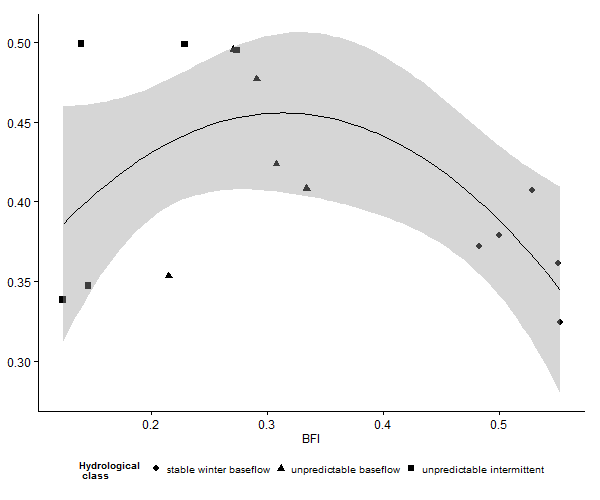 0.50
0.45
0.40
0.35
0.30
0.2 0.3 0.4 0.5
BFI
Hydrological
class
stable winter baseflow unpredictable baseflow unpredictable intermittent